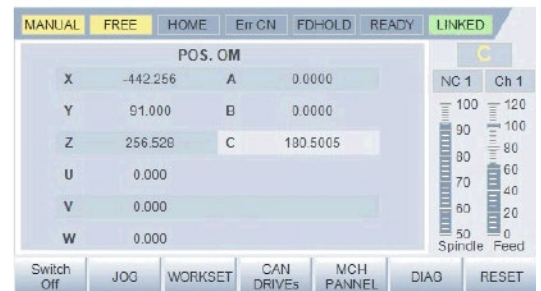 MANUAL FREE HOME Err CN FDHOLD READY LINKED
POS. OM
C
X -442.256 A 0.0000
NC 1 Ch 1
Y 91.000 B 0.0000
Z 256.528 C 180.5005
U 0.000
V 0.000
W 0.000
100 120
90 100
80 80
70 60
60 40
50 20
0
Spindle Feed
Switch Off JOG WORKSET CAN DRIVEs MCH PANNEL DIAG RESET